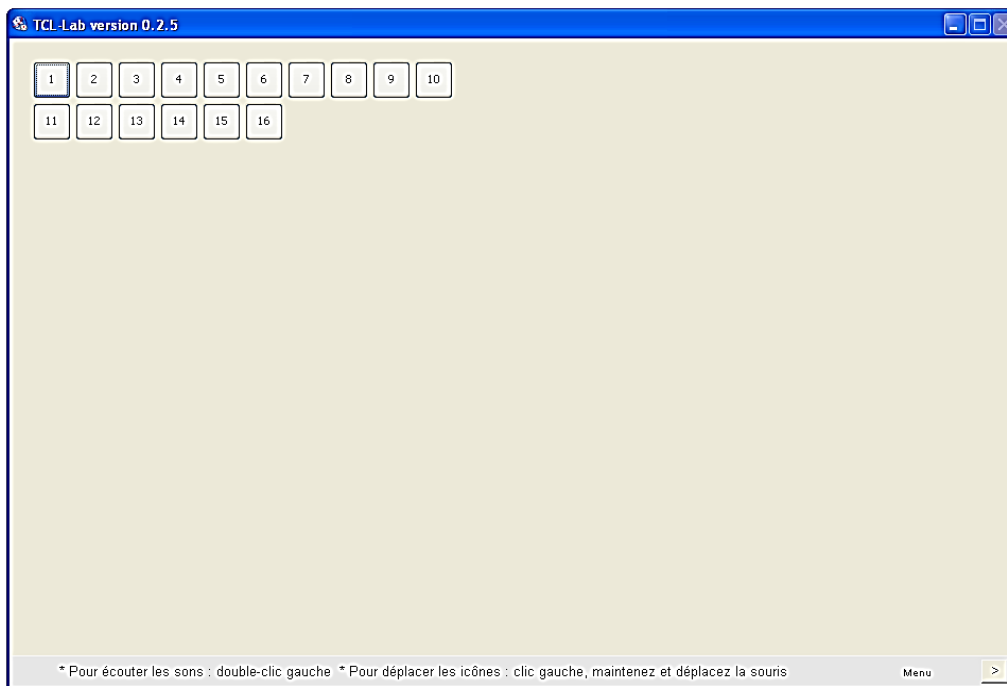 TCL-Lab version 0.2.5
1 2 3 4 5 6 7 8 9 10
11 12 13 14 15 16
* Pour écouter les sons : double-clic gauche * Pour déplacer les icônes : clic gauche, maintenez et déplacez la souris Menu >